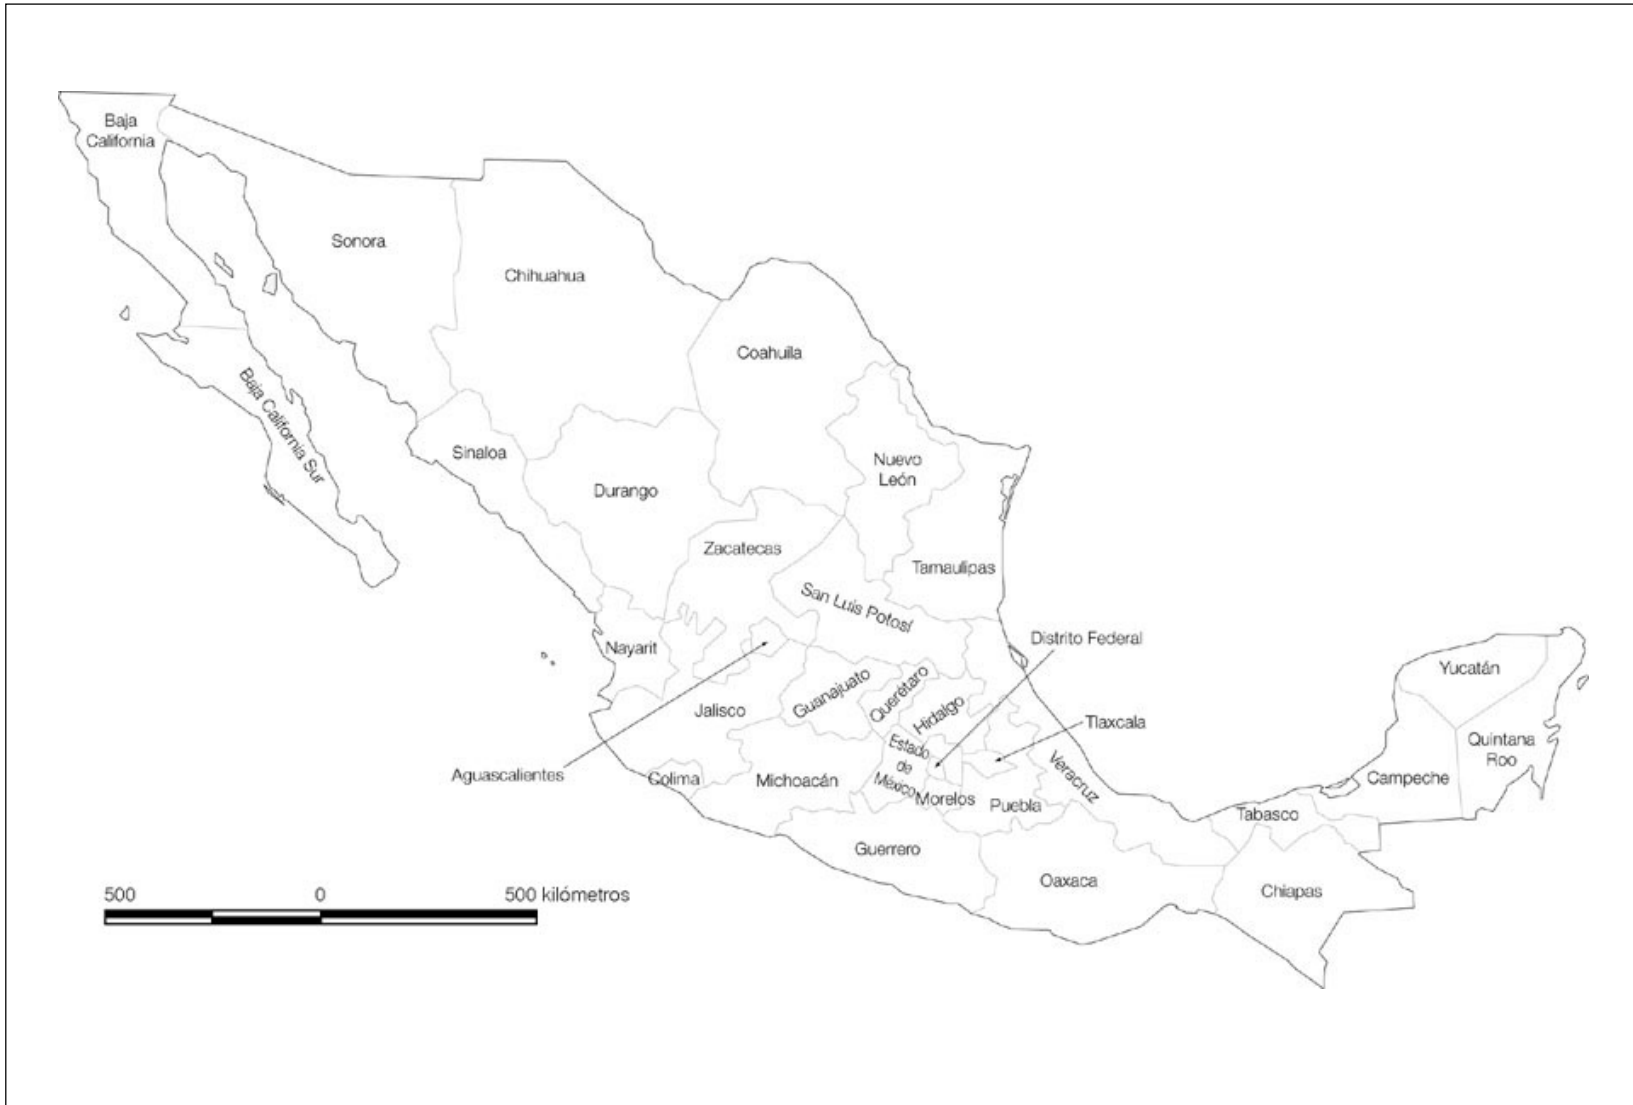 Baja
California
Sonora
Chihuahua
Coahuila
Baja California Sur
Sinaloa
Nuevo
León
Durango
Zacatecas
Tamaulipas
San Luis Potosí
Distrito Federal
Nayarit
Yucatán
Guanajuato
Querétaro
Hidalgo
Jalisco
Tlaxcala
Quintana
Roo
Estado
de
México
Aguascalientes
Colima
Michoacán
Veracruz
Campeche
Morelos
Puebla
Tabasco
Guerrero
Oaxaca
Chiapas
500 0 500 kilómetros